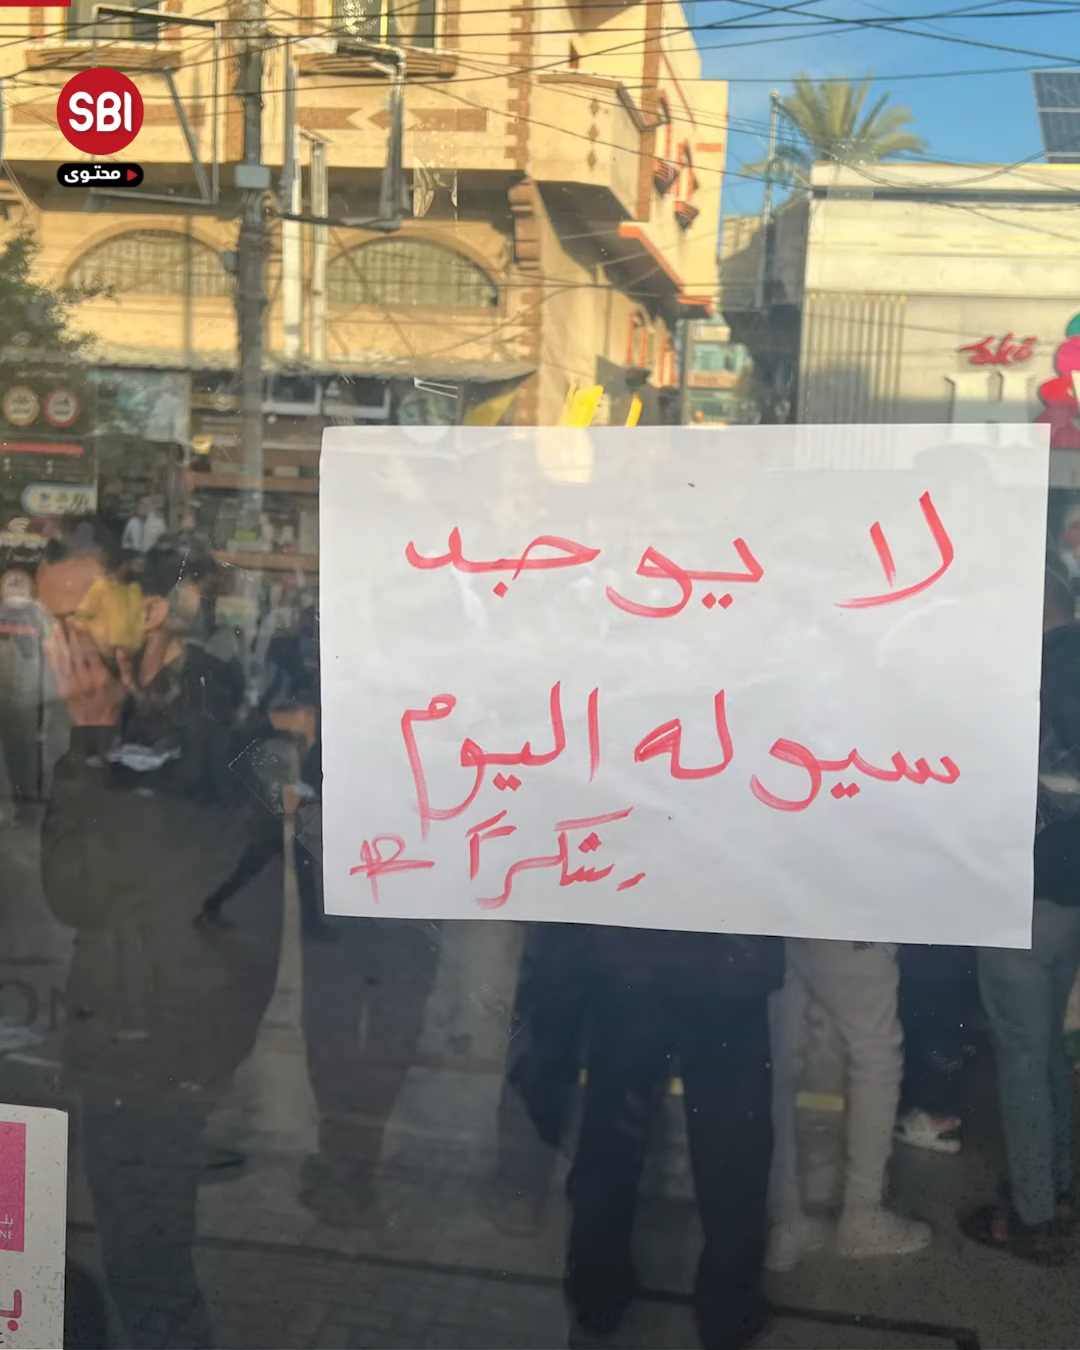 SBI
محتوى
لا يوجد
سيوله اليوم
شكراً